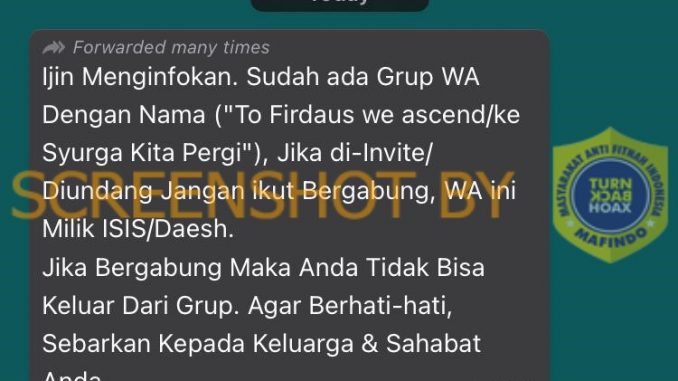 Today
Forwarded many times
Ijin Menginfokan. Sudah ada Grup WA
Dengan Nama ("To Firdaus we ascend/ke
Syurga Kita Pergi"), Jika di-Invite/
Diundang Jangan ikut Bergabung, WA ini
Milik ISIS/Daesh.
Jika Bergabung Maka Anda Tidak Bisa
Keluar Dari Grup. Agar Berhati-hati,
Sebarkan Kepada Keluarga & Sahabat
Anda
SCREENSHOT BY
MASYARAKAT ANTI FITNAH INDONESIA
TURN
BACK
HOAX
MAFINDO